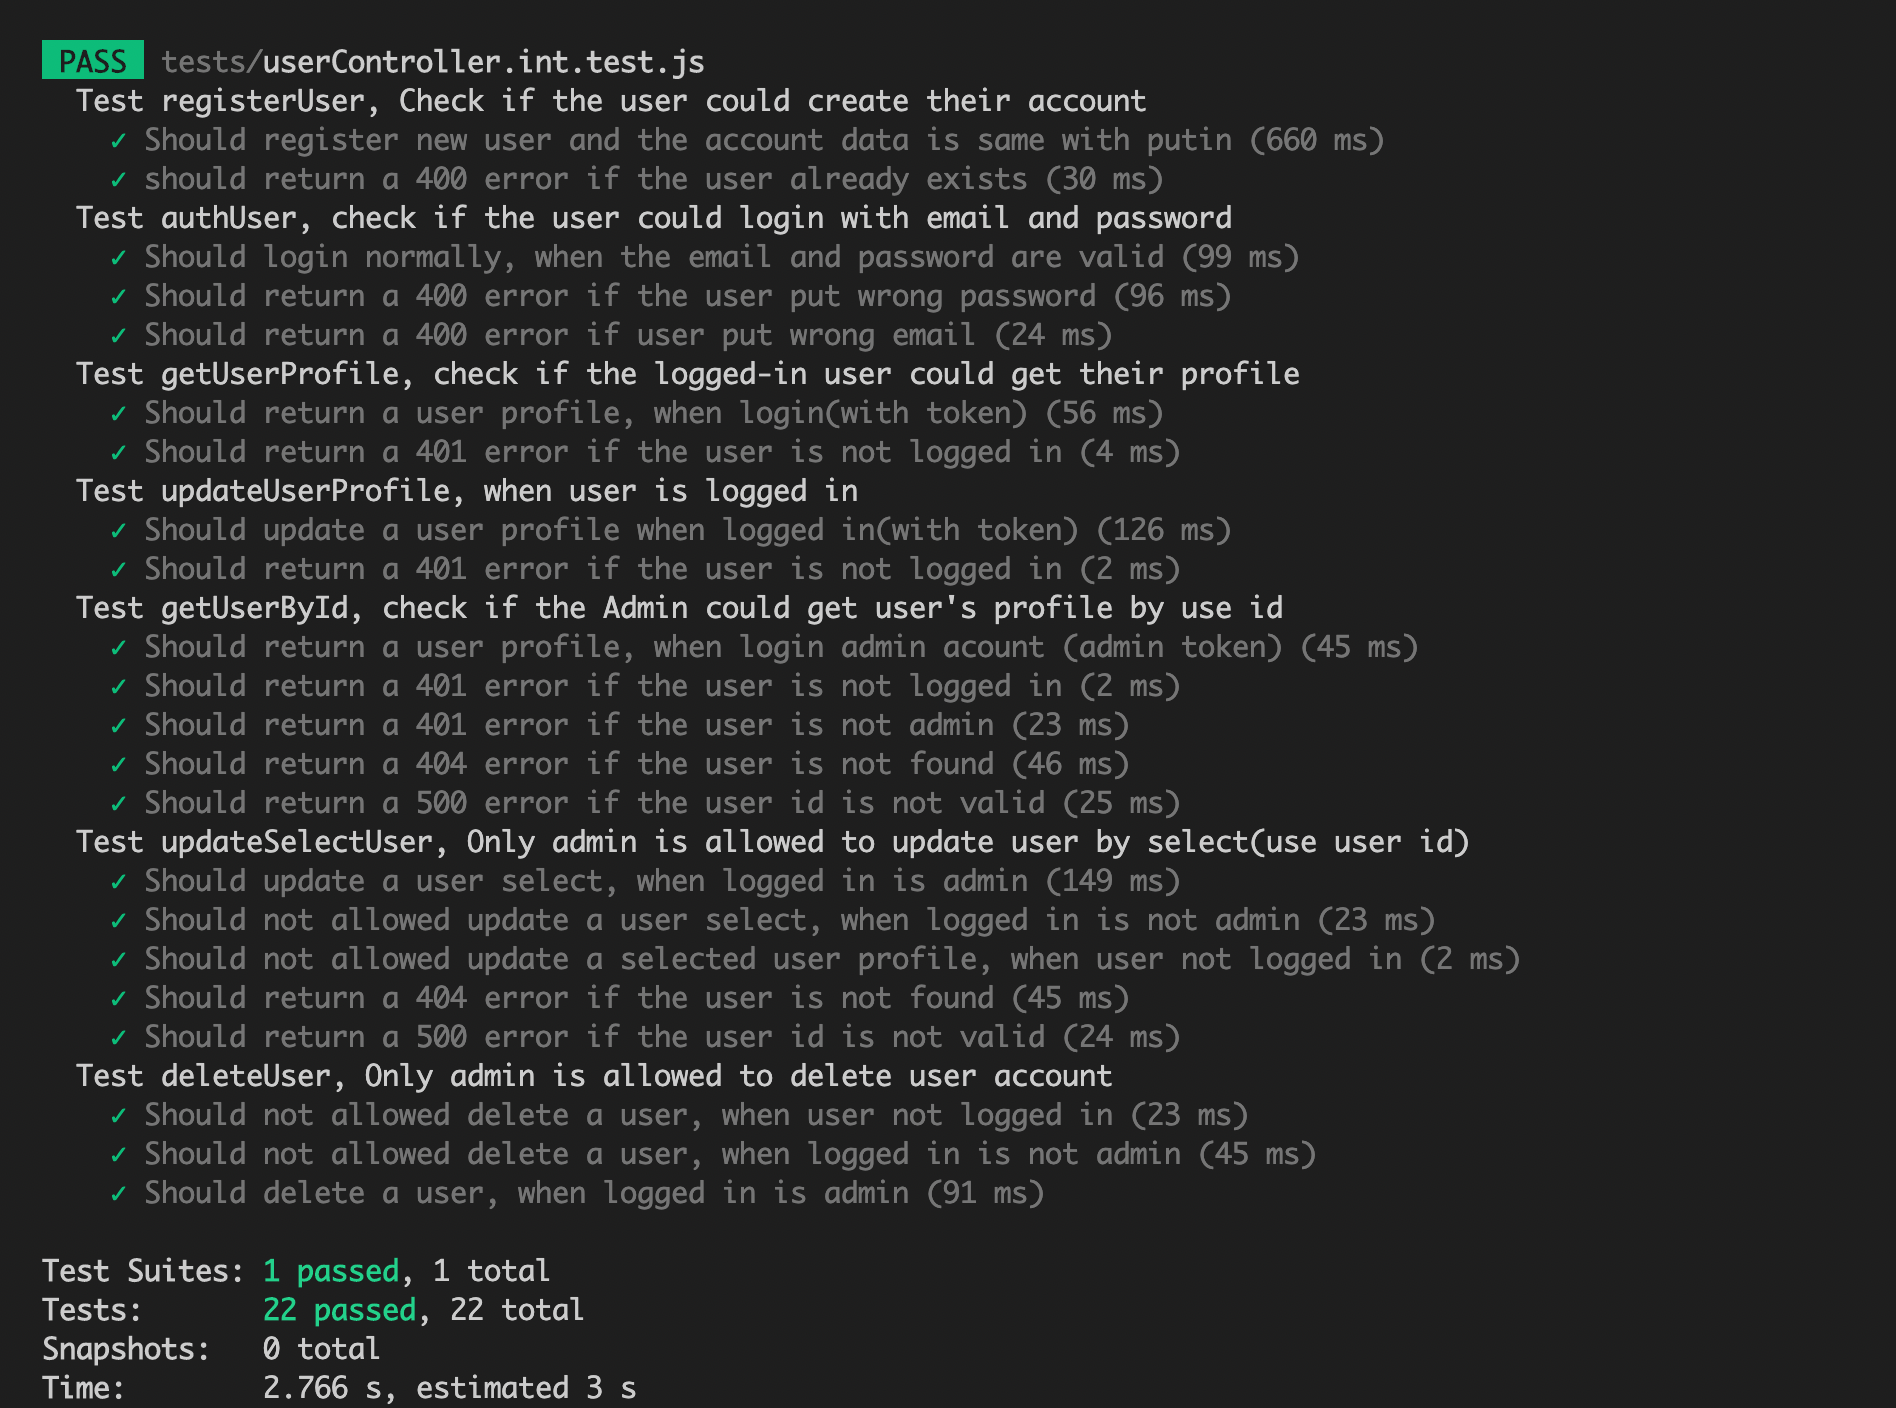 PASS tests/userController.int.test.js
Test registerUser, Check if the user could create their account
✓ Should register new user and the account data is same with putin (660 ms)
✓ should return a 400 error if the user already exists (30 ms)
Test authUser, check if the user could login with email and password
✓ Should login normally, when the email and password are valid (99 ms)
✓ Should return a 400 error if the user put wrong password (96 ms)
✓ Should return a 400 error if user put wrong email (24 ms)
Test getUserProfile, check if the logged-in user could get their profile
✓ Should return a user profile, when login(with token) (56 ms)
✓ Should return a 401 error if the user is not logged in (4 ms)
Test updateUserProfile, when user is logged in
✓ Should update a user profile when logged in(with token) (126 ms)
✓ Should return a 401 error if the user is not logged in (2 ms)
Test getUserById, check if the Admin could get user's profile by use id
✓ Should return a user profile, when login admin acount (admin token) (45 ms)
✓ Should return a 401 error if the user is not logged in (2 ms)
✓ Should return a 401 error if the user is not admin (23 ms)
✓ Should return a 404 error if the user is not found (46 ms)
✓ Should return a 500 error if the user id is not valid (25 ms)
Test updateSelectUser, Only admin is allowed to update user by select(use user id)
✓ Should update a user select, when logged in is admin (149 ms)
✓ Should not allowed update a user select, when logged in is not admin (23 ms)
✓ Should not allowed update a selected user profile, when user not logged in (2 ms)
✓ Should return a 404 error if the user is not found (45 ms)
✓ Should return a 500 error if the user id is not valid (24 ms)
Test deleteUser, Only admin is allowed to delete user account
✓ Should not allowed delete a user, when user not logged in (23 ms)
✓ Should not allowed delete a user, when logged in is not admin (45 ms)
✓ Should delete a user, when logged in is admin (91 ms)
Test Suites: 1 passed, 1 total
Tests: 22 passed, 22 total
Snapshots: 0 total
Time: 2.766 s, estimated 3 s